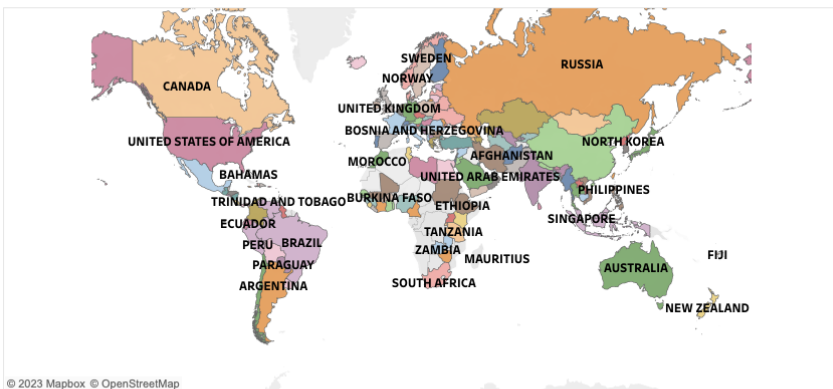 SWEDEN
RUSSIA
NORWAY
CANADA
UNITED KINGDOM
BOSNIA AND HERZEGOVINA
UNITED STATES OF AMERICA
NORTH KOREA
AFGHANISTAN
MOROCCO
BAHAMAS
UNITED ARAB EMIRATES
PHILIPPINES
BURKINA FASO
TRINIDAD AND TOBAGO
ETHIOPIA
SINGAPORE
ECUADOR
TANZANIA
PERU
BRAZIL
ZAMBIA
FIJI
MAURITIUS
PARAGUAY
AUSTRALIA
SOUTH AFRICA
ARGENTINA
NEW ZEALAND
© 2023 Mapbox © OpenStreetMap